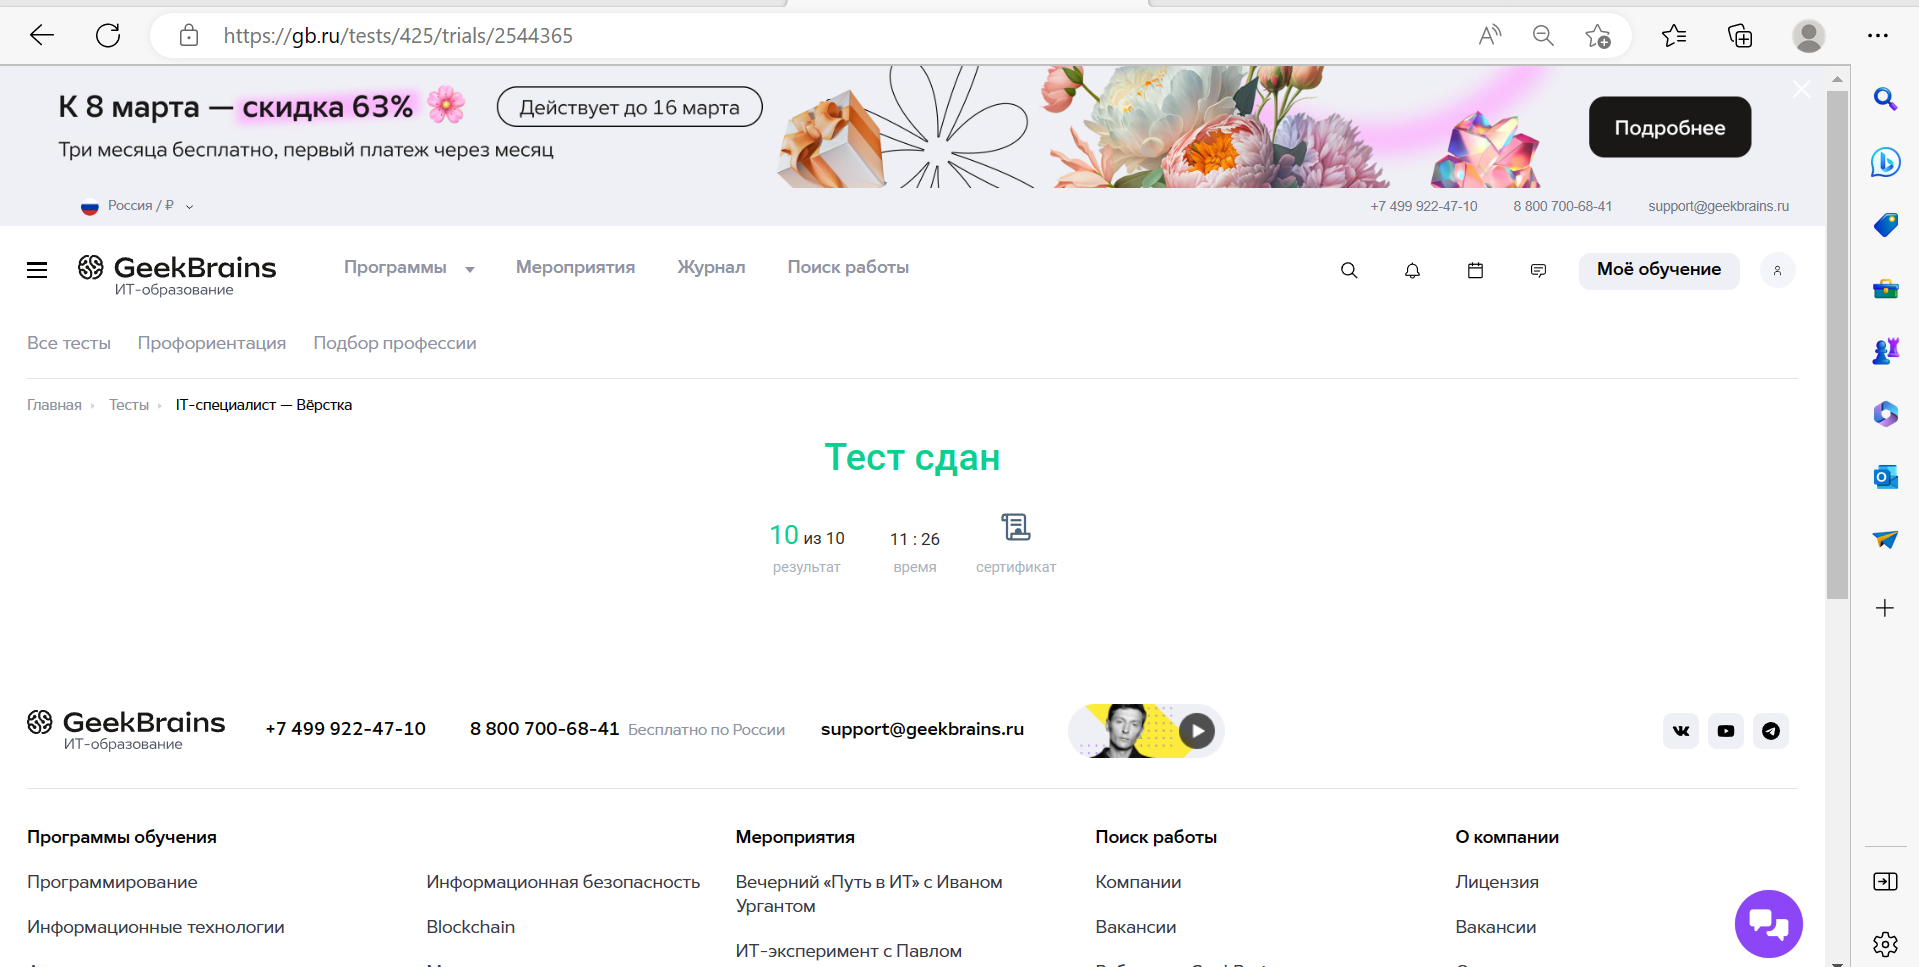 https://gb.ru/tests/425/trials/2544365
К 8 марта — скидка 63%
Действует до 16 марта
Три месяца бесплатно, первый платеж через месяц
Подробнее
Россия / ₽
+7 499 922-47-10
8 800 700-68-41
support@geekbrains.ru
GeekBrains
ИТ-образование
Программы
Мероприятия
Журнал
Поиск работы
Моё обучение
Все тесты
Профориентация
Подбор профессии
Главная
Тесты
IT-специалист — Вёрстка
Тест сдан
10 из 10
результат
11 : 26
время
сертификат
GeekBrains
ИТ-образование
+7 499 922-47-10
8 800 700-68-41 Бесплатно по России
support@geekbrains.ru
Программы обучения
Мероприятия
Поиск работы
О компании
Программирование
Информационная безопасность
Вечерний «Путь в ИТ» с Иваном
Ургантом
Компании
Лицензия
Информационные технологии
Blockchain
Вакансии
Вакансии
ИТ-эксперимент с Павлом